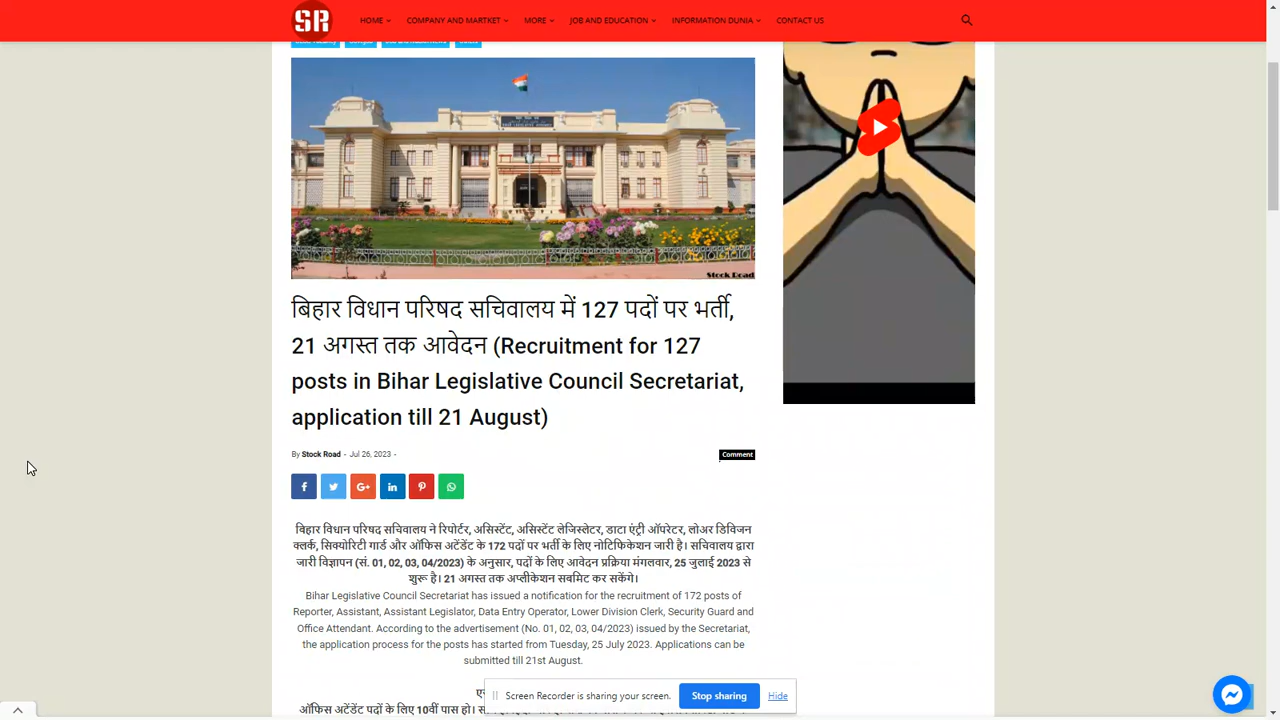 SR
HOME
COMPANY AND MARTKET
MORE
JOB AND EDUCATION
INFORMATION DUNIA
CONTACT US
Stock Road
बिहार विधान परिषद सचिवालय में 127 पदों पर भर्ती,
21 अगस्त तक आवेदन (Recruitment for 127
posts in Bihar Legislative Council Secretariat,
application till 21 August)
By Stock Road - Jul 26, 2023 -
Comment
बिहार विधान परिषद सचिवालय ने रिपोर्टर, असिस्टेंट, असिस्टेंट लेजिस्लेटर, डाटा एंट्री ऑपरेटर, लोअर डिविजन
क्लर्क, सिक्योरिटी गार्ड और ऑफिस अटेंडेंट के 172 पदों पर भर्ती के लिए नोटिफिकेशन जारी है। सचिवालय द्वारा
जारी विज्ञापन (सं. 01, 02, 03, 04/2023) के अनुसार, पदों के लिए आवेदन प्रक्रिया मंगलवार, 25 जुलाई 2023 से
शुरू है। 21 अगस्त तक अप्लीकेशन सबमिट कर सकेंगे।
Bihar Legislative Council Secretariat has issued a notification for the recruitment of 172 posts of
Reporter, Assistant, Assistant Legislator, Data Entry Operator, Lower Division Clerk, Security Guard and
Office Attendant. According to the advertisement (No. 01, 02, 03, 04/2023) issued by the Secretariat,
the application process for the posts has started from Tuesday, 25 July 2023. Applications can be
submitted till 21st August.
ऑफिस अटेंडेंट पदों के लिए 10वीं पास हो।
Screen Recorder is sharing your screen.
Stop sharing
Hide